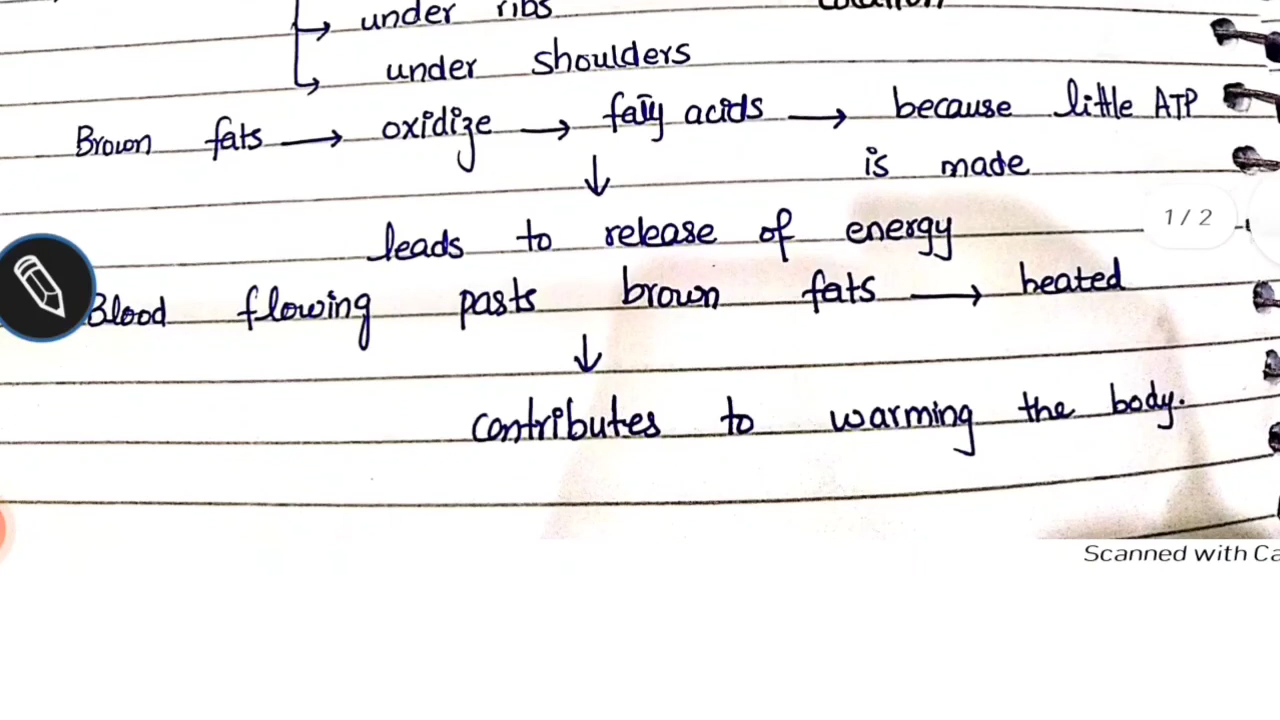 under ribs
under shoulders
Brown fats → oxidize → fatty acids → because little ATP
is made
↓
leads to release of energy
1 / 2
Blood flowing pasts brown fats → heated
↓
contributes to warming the body.
Scanned with Ca